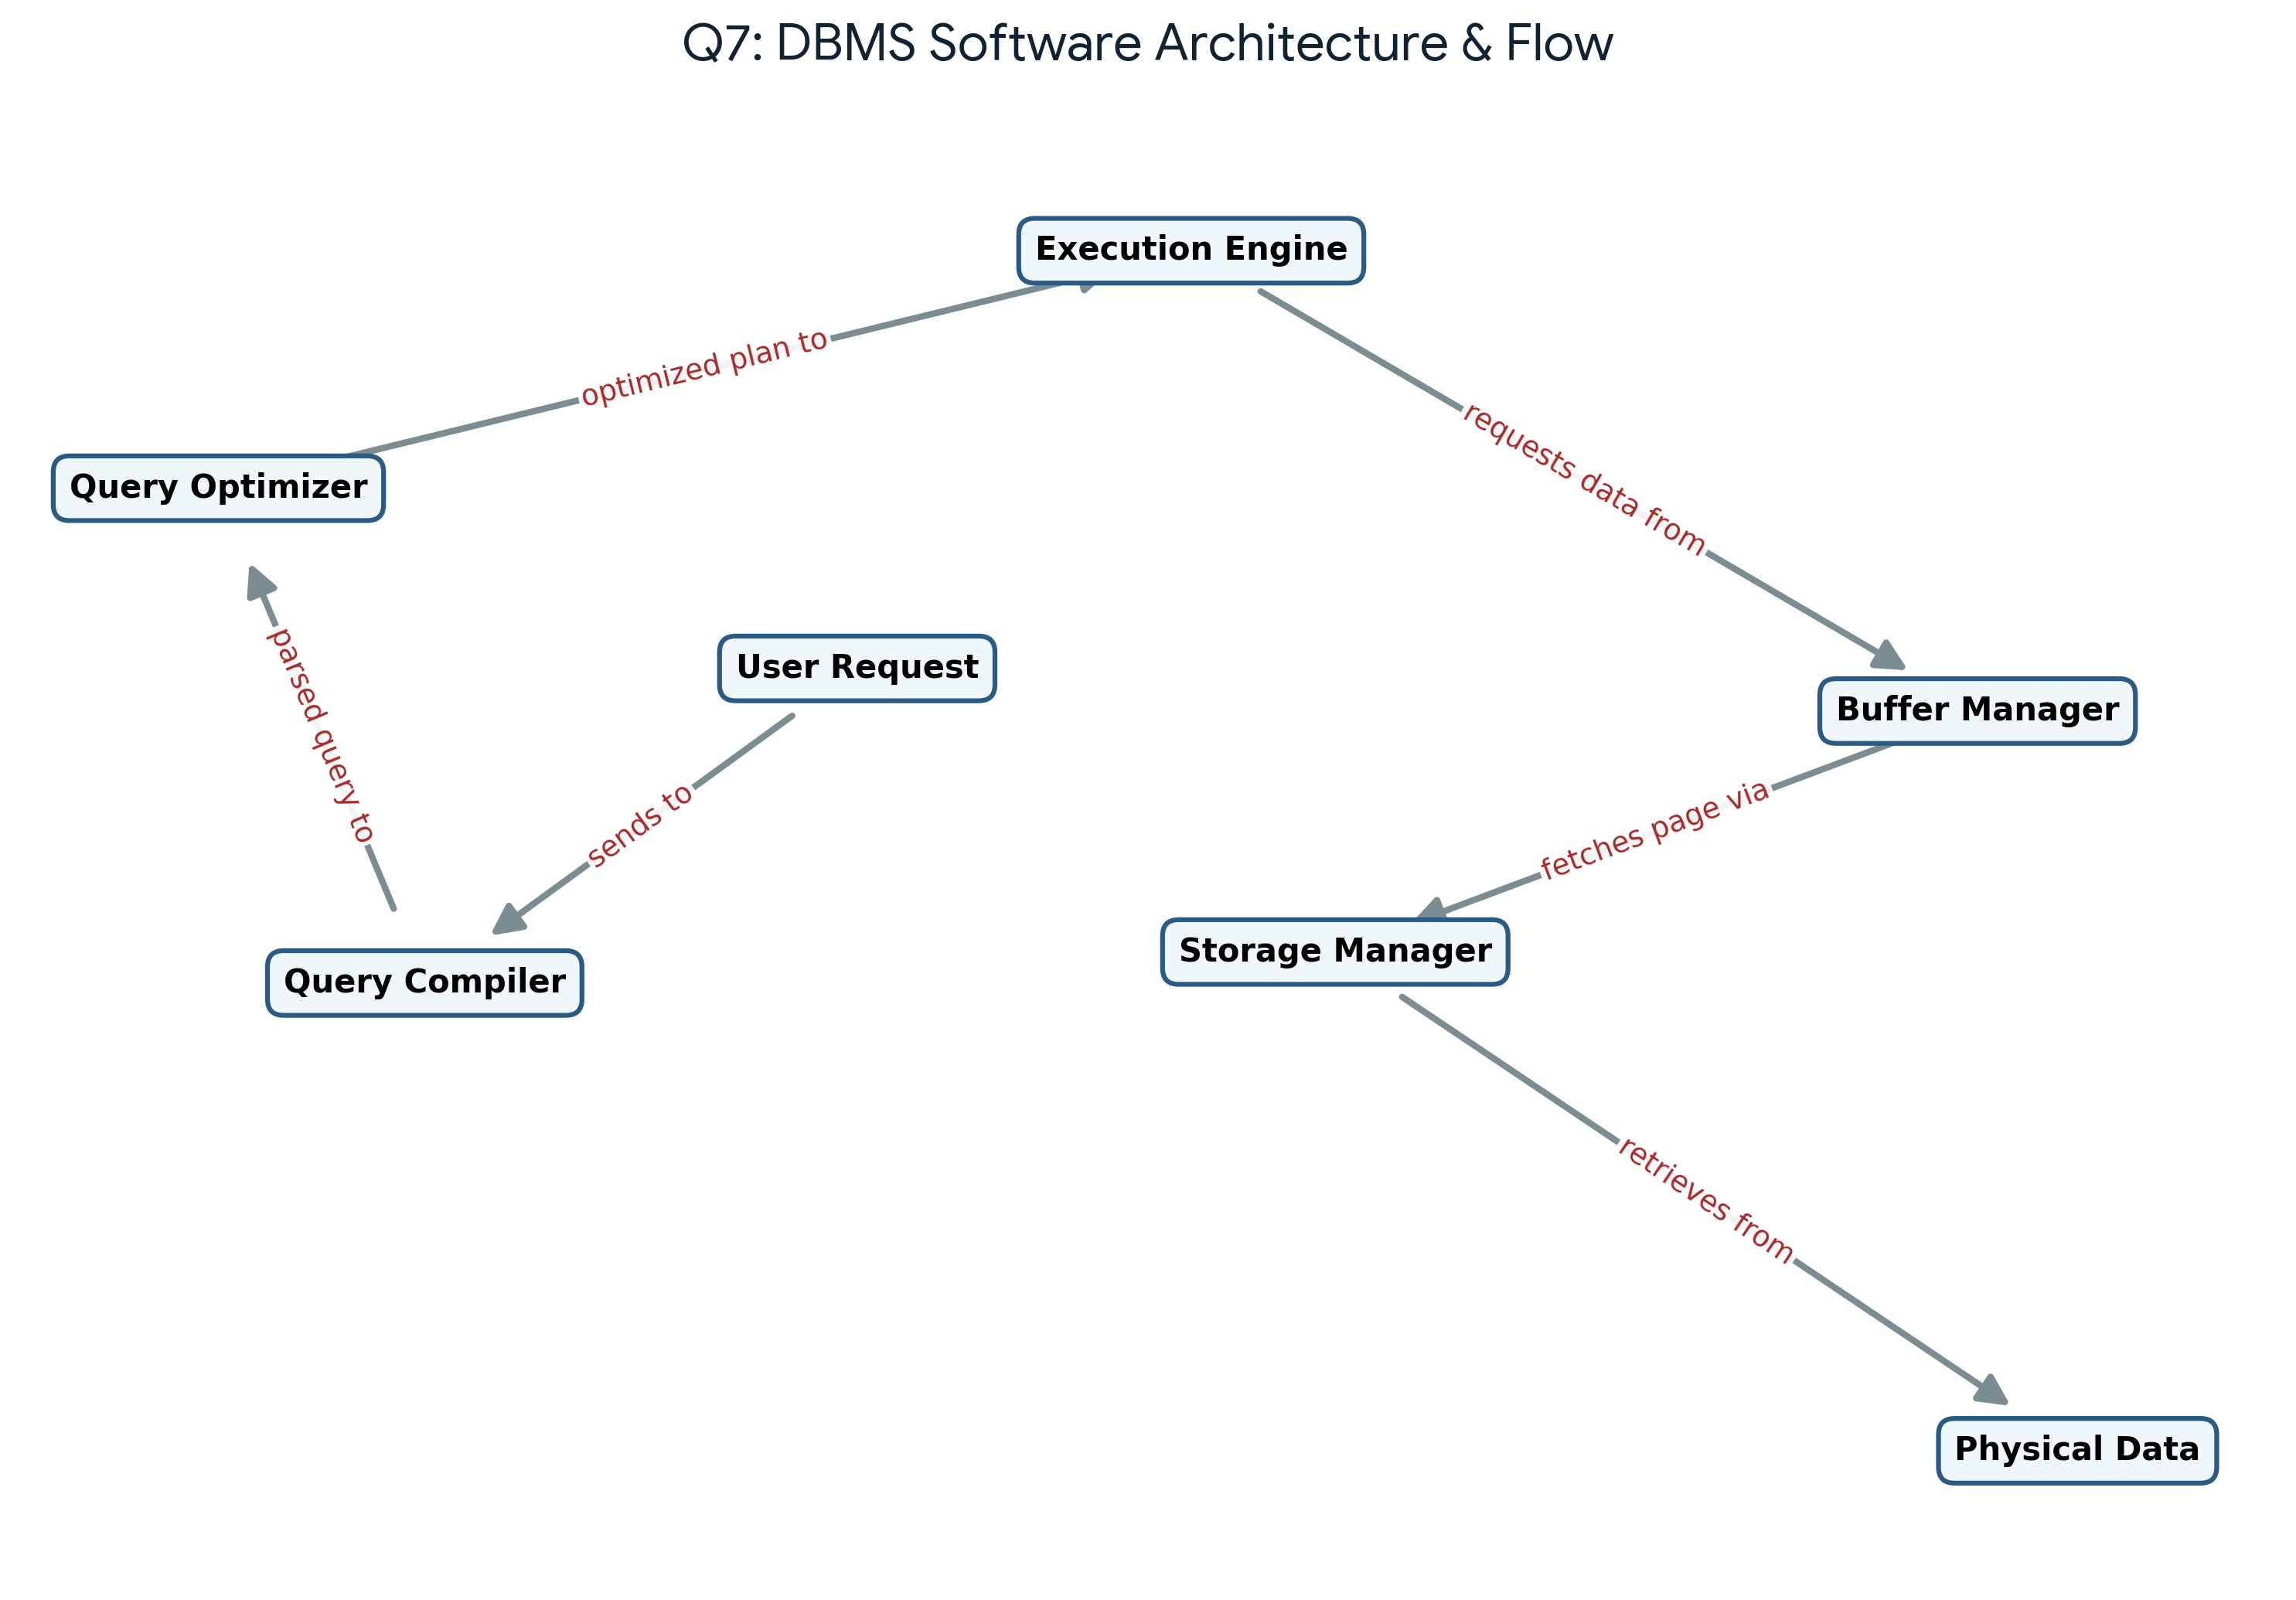 Q7: DBMS Software Architecture & Flow
Execution Engine
optimized plan to
requests data from
Query Optimizer
parsed query to
User Request
sends to
Buffer Manager
fetches page via
Storage Manager
Query Compiler
retrieves from
Physical Data